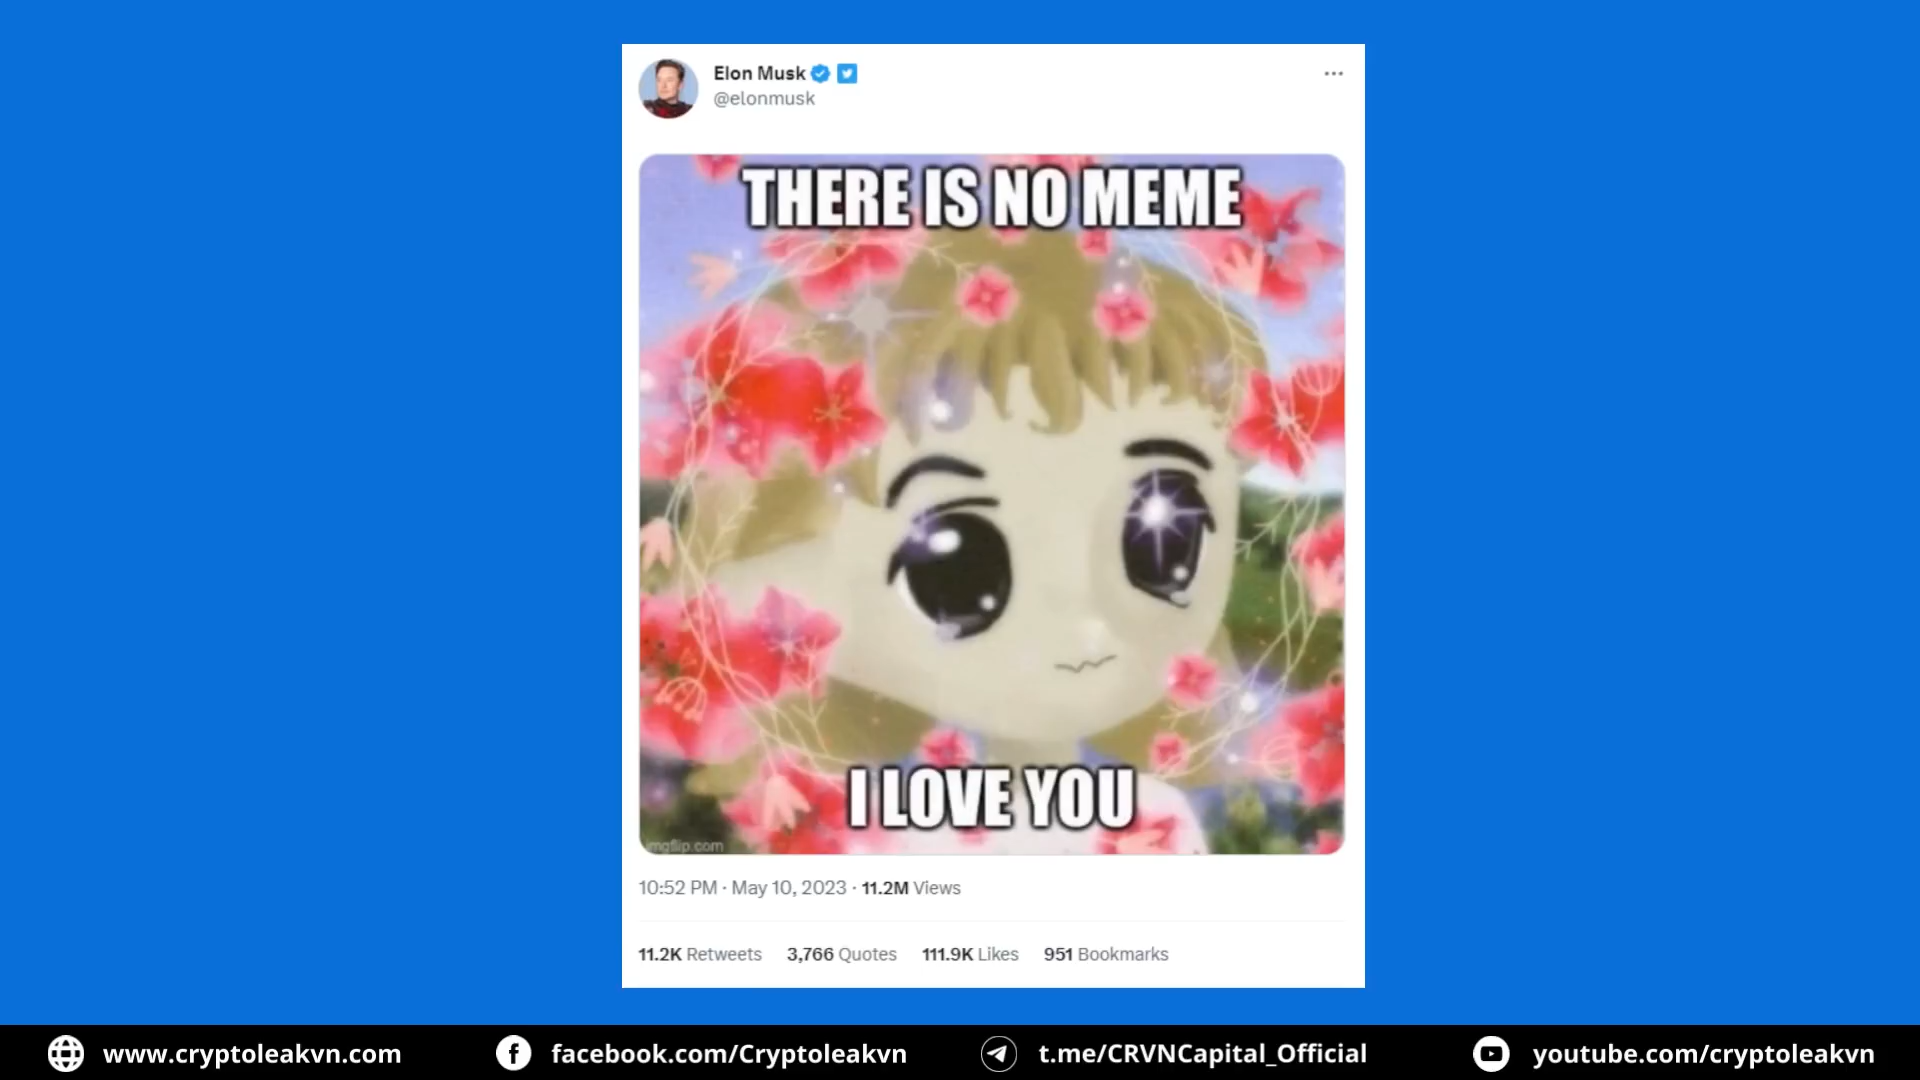 Elon Musk
@elonmusk
THERE IS NO MEME
I LOVE YOU
imgflip.com
10:52 PM · May 10, 2023 · 11.2M Views
11.2K Retweets 3,766 Quotes 111.9K Likes 951 Bookmarks
www.cryptoleakvn.com facebook.com/Cryptoleakvn t.me/CRVNCapital_Official youtube.com/cryptoleakvn